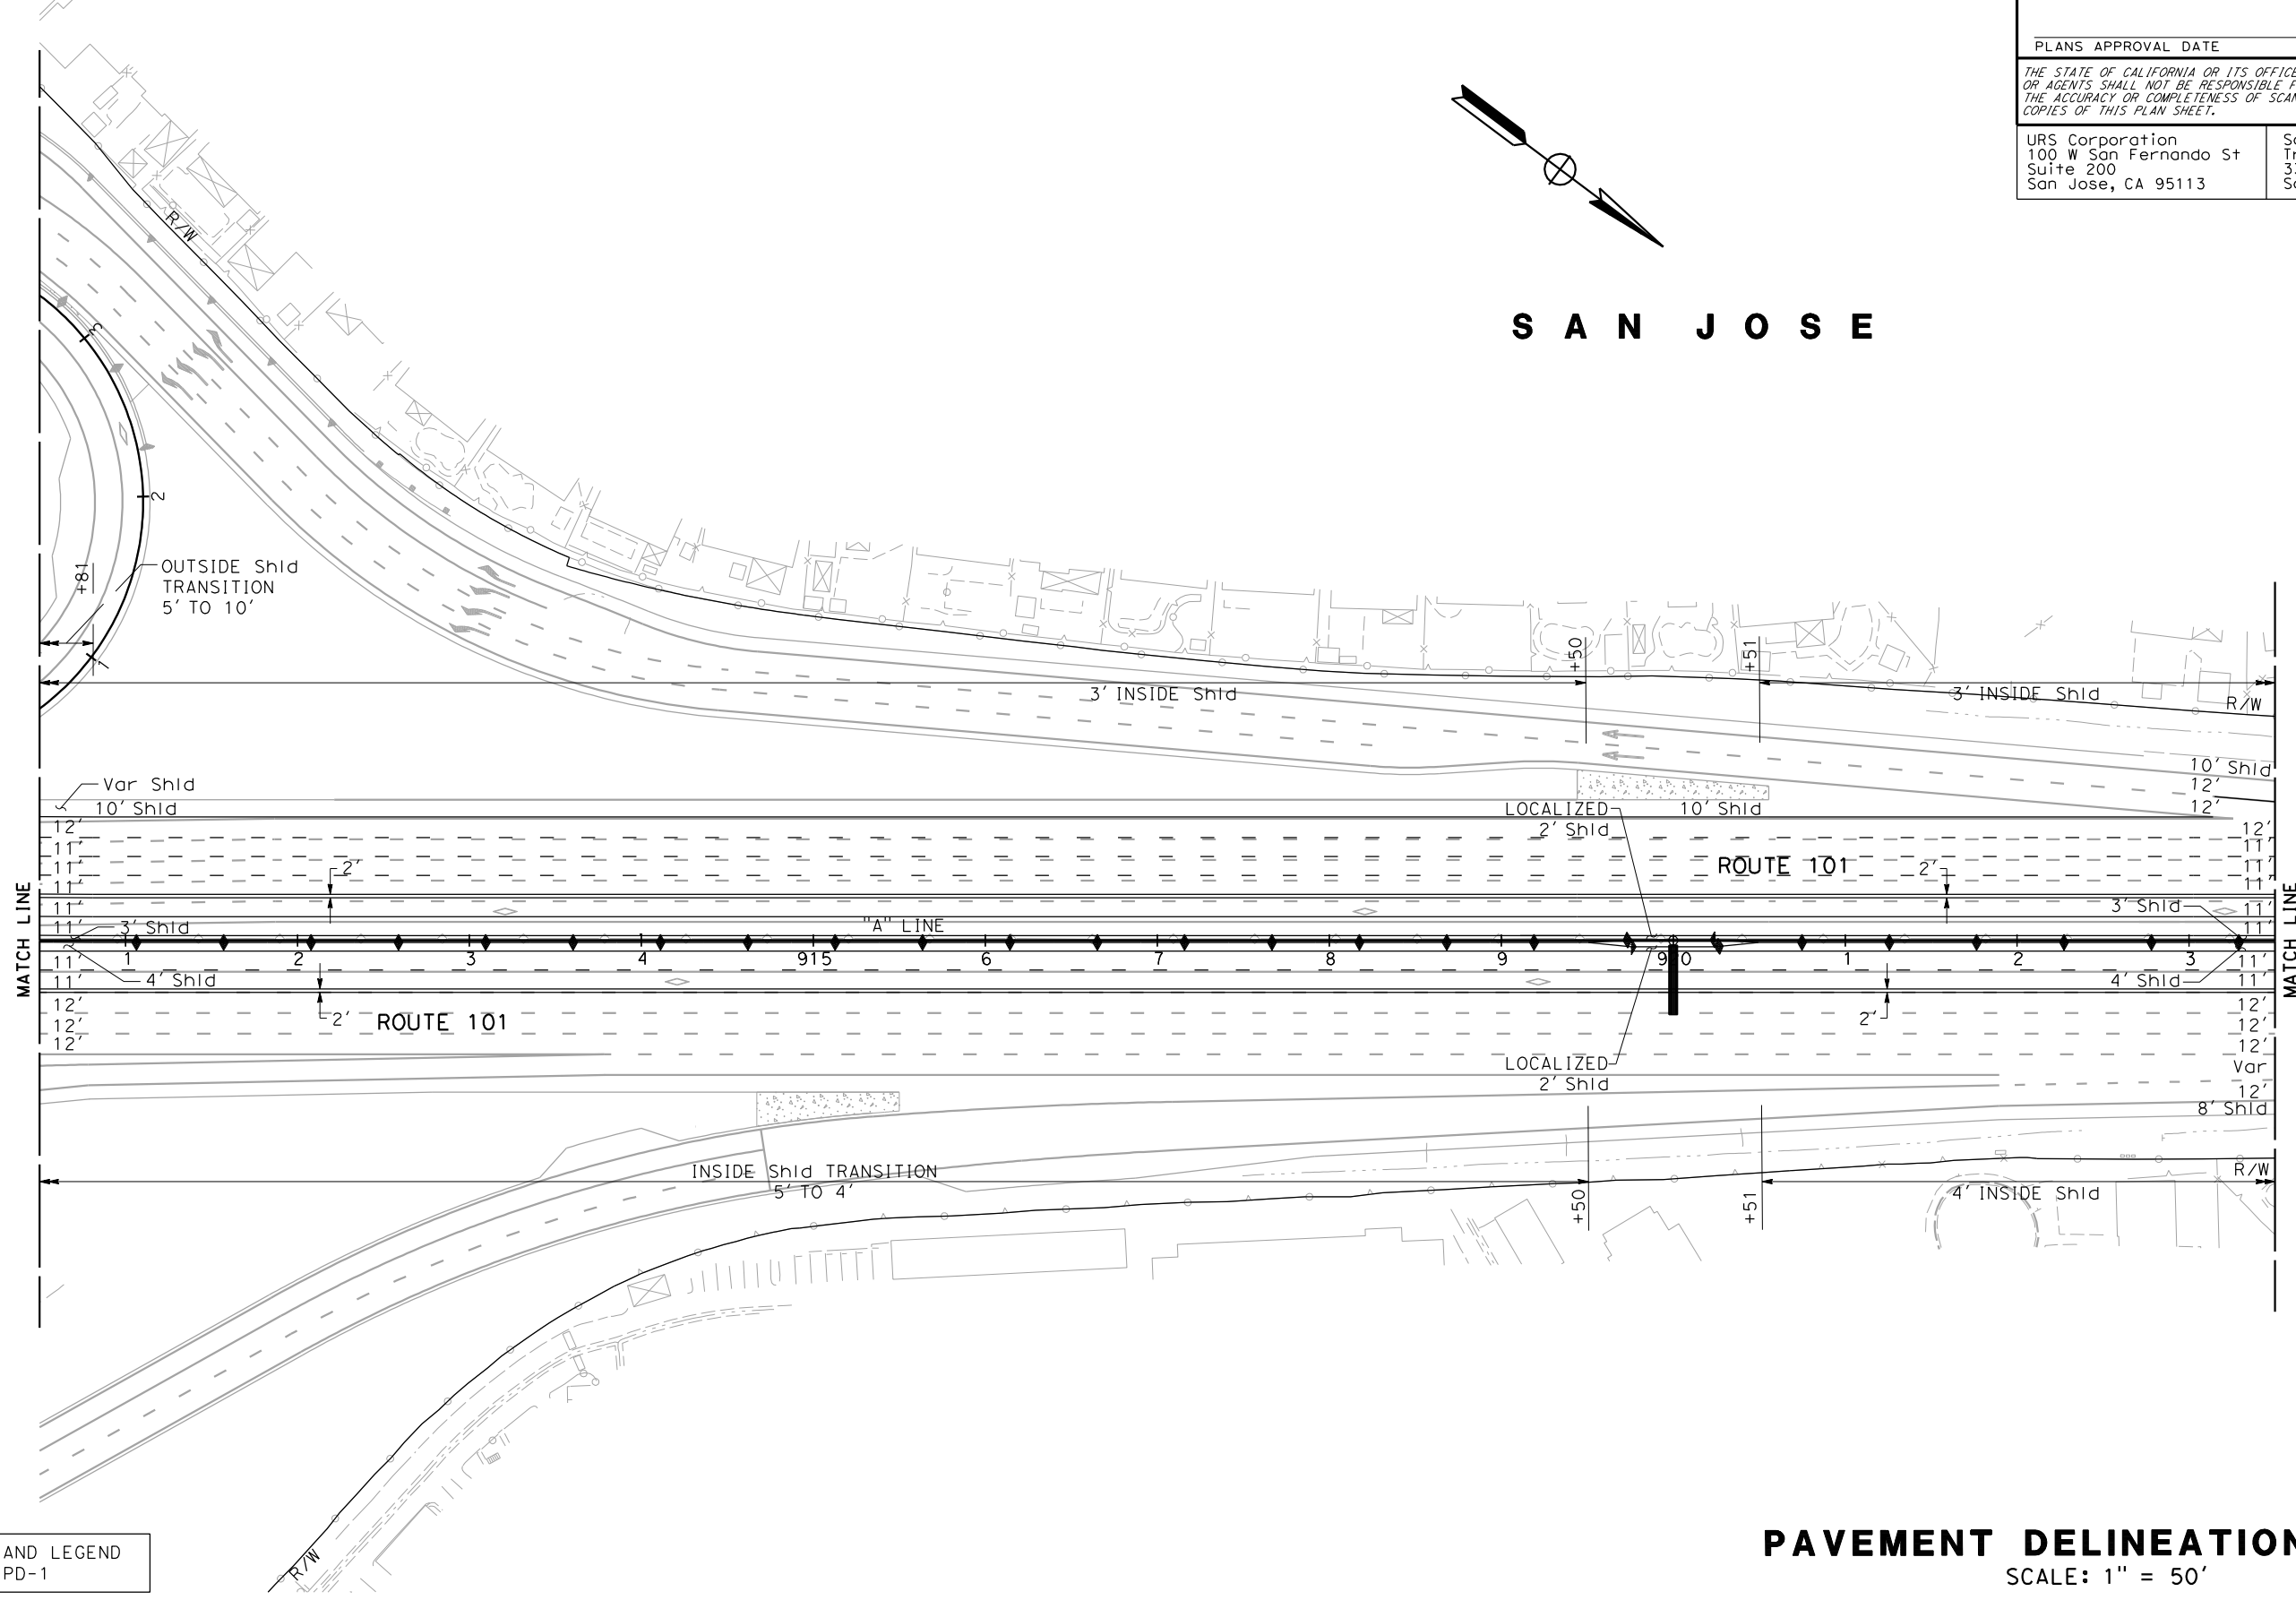 PLANS APPROVAL DATE
THE STATE OF CALIFORNIA OR ITS OFFICE
OR AGENTS SHALL NOT BE RESPONSIBLE F
THE ACCURACY OR COMPLETENESS OF SCAN
COPIES OF THIS PLAN SHEET.
URS Corporation
100 W San Fernando St
Suite 200
San Jose, CA 95113
SAN JOSE
R/W
3
2
1
+81
OUTSIDE Shld
TRANSITION
5' TO 10'
3' INSIDE Shld
+50
+51
3' INSIDE Shld
R/W
10' Shld
12'
12'
Var Shld
10' Shld
LOCALIZED
2' Shld
10' Shld
12'
11'
11'
11'
11'
11'
11'
11'
12'
12'
12'
2'
ROUTE 101
2'
12'
11'
11'
11'
11'
11'
11'
11'
12'
12'
12'
Var
12'
8' Shld
3' Shld
"A" LINE
3' Shld
MATCH LINE
MATCH LINE
1
2
3
4
915
6
7
8
9
1
2
3
4' Shld
4' Shld
2'
ROUTE 101
2'
LOCALIZED
2' Shld
INSIDE Shld TRANSITION
5' TO 4'
+50
+51
4' INSIDE Shld
R/W
R/W
AND LEGEND
PD-1
PAVEMENT DELINEATION
SCALE: 1" = 50'